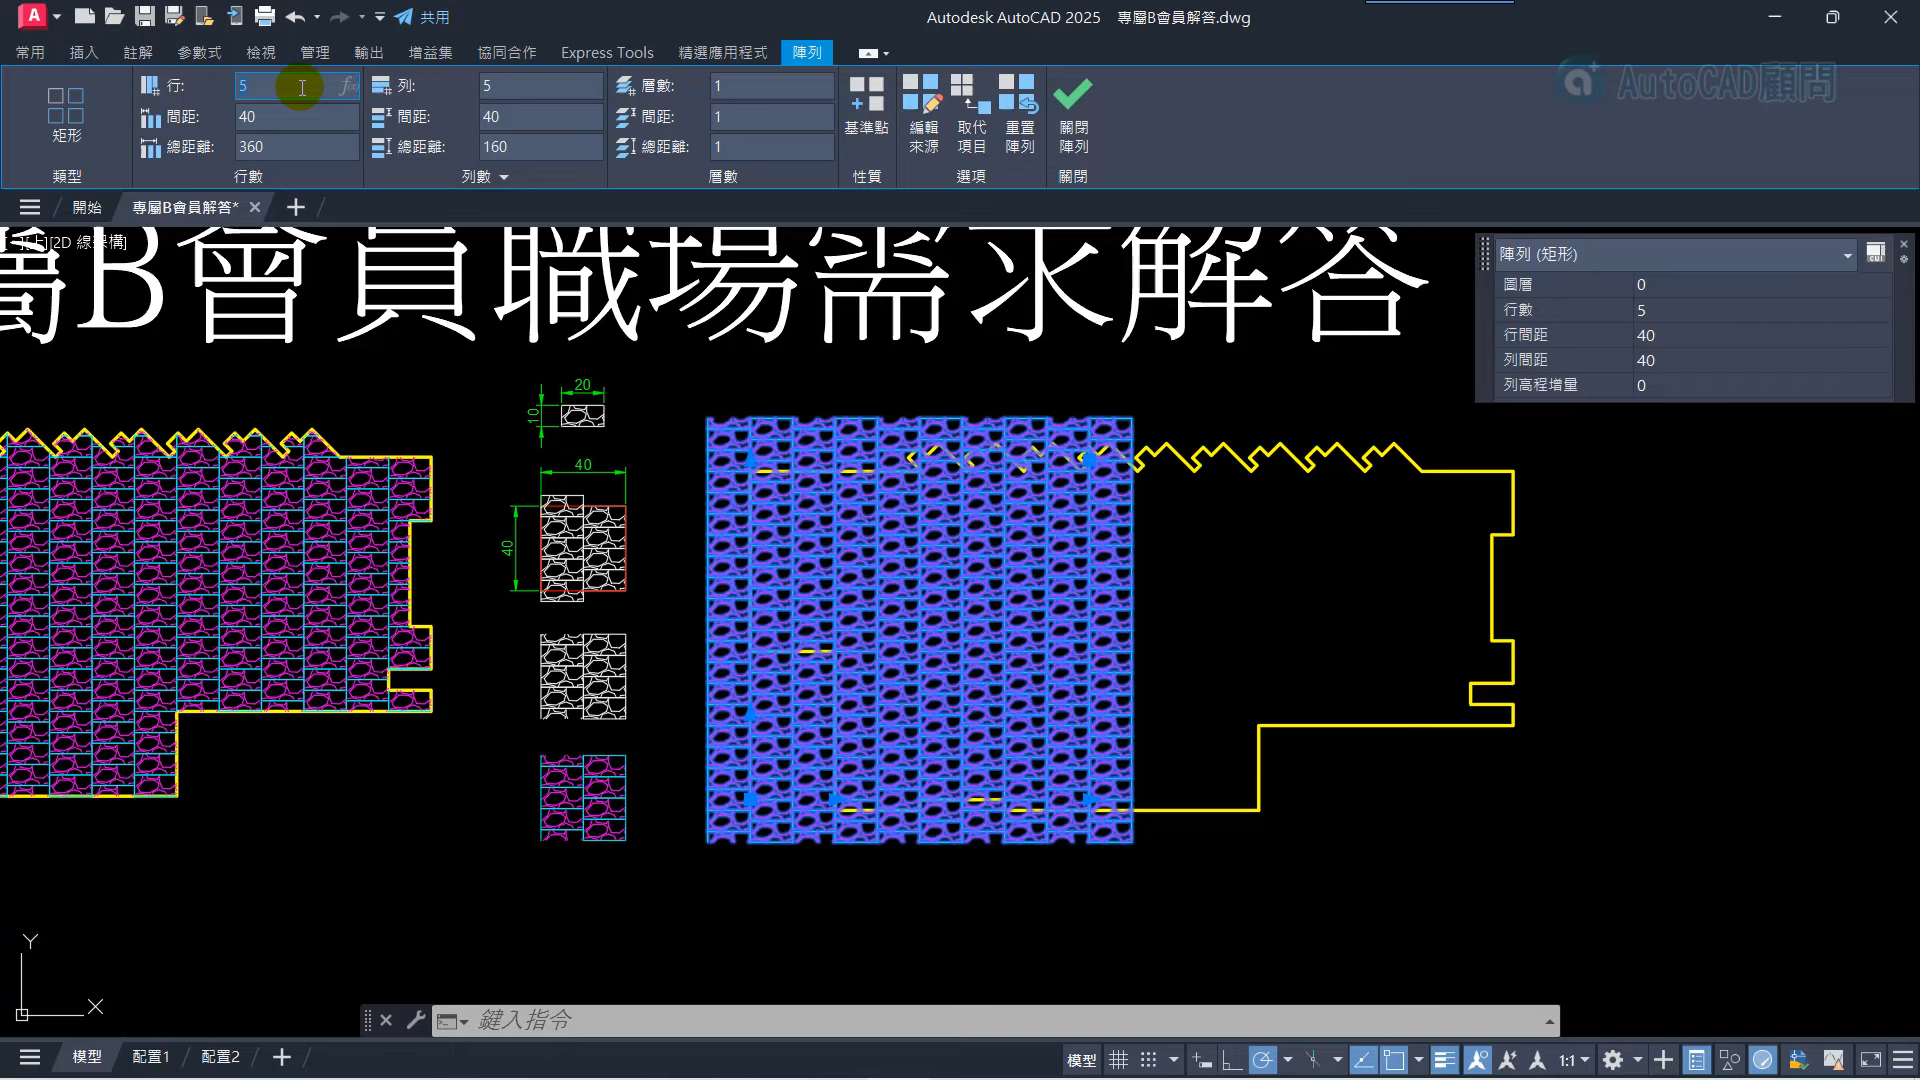 共用
Autodesk AutoCAD 2025 專屬B會員解答.dwg
常用 插入 註解 參數式 檢視 管理 輸出 增益集 協同合作 Express Tools 精選應用程式 陣列
行: 5 列: 5 層數: 1
間距: 40 間距: 40 間距: 1
總距離: 360 總距離: 160 總距離: 1
矩形 基準點 編輯來源 取代項目 重置陣列 關閉陣列
類型 行數 列數 層數 性質 選項 關閉
AutoCAD顧問
開始 專屬B會員解答*
[上][2D 線架構]
屬B會員職場需求解答
陣列 (矩形)
CUI
圖層 0
行數 5
行間距 40
列間距 40
列高程增量 0
20
10
40
40
Y
X
鍵入指令
模型 配置1 配置2
模型 1:1